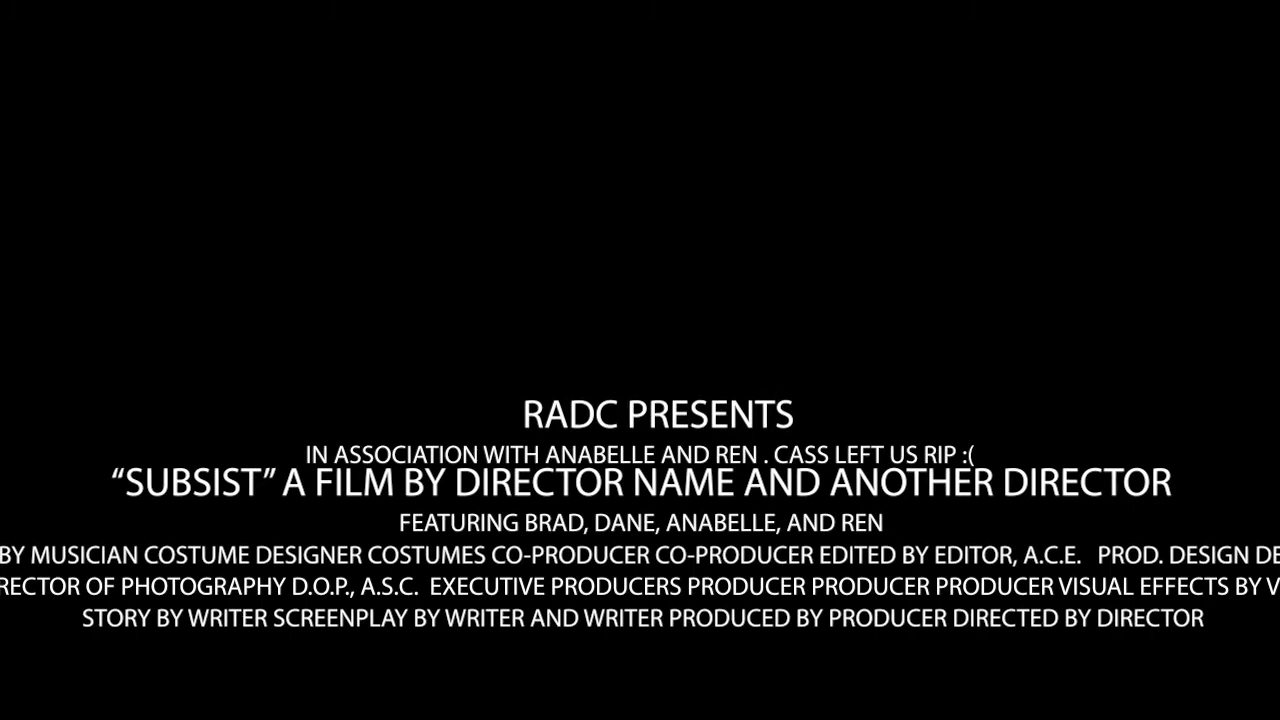 RADC PRESENTS
IN ASSOCIATION WITH ANABELLE AND REN . CASS LEFT US RIP :(
“SUBSIST” A FILM BY DIRECTOR NAME AND ANOTHER DIRECTOR
FEATURING BRAD, DANE, ANABELLE, AND REN
BY MUSICIAN COSTUME DESIGNER COSTUMES CO-PRODUCER CO-PRODUCER EDITED BY EDITOR, A.C.E. PROD. DESIGN DE
RECTOR OF PHOTOGRAPHY D.O.P., A.S.C. EXECUTIVE PRODUCERS PRODUCER PRODUCER PRODUCER VISUAL EFFECTS BY V
STORY BY WRITER SCREENPLAY BY WRITER AND WRITER PRODUCED BY PRODUCER DIRECTED BY DIRECTOR